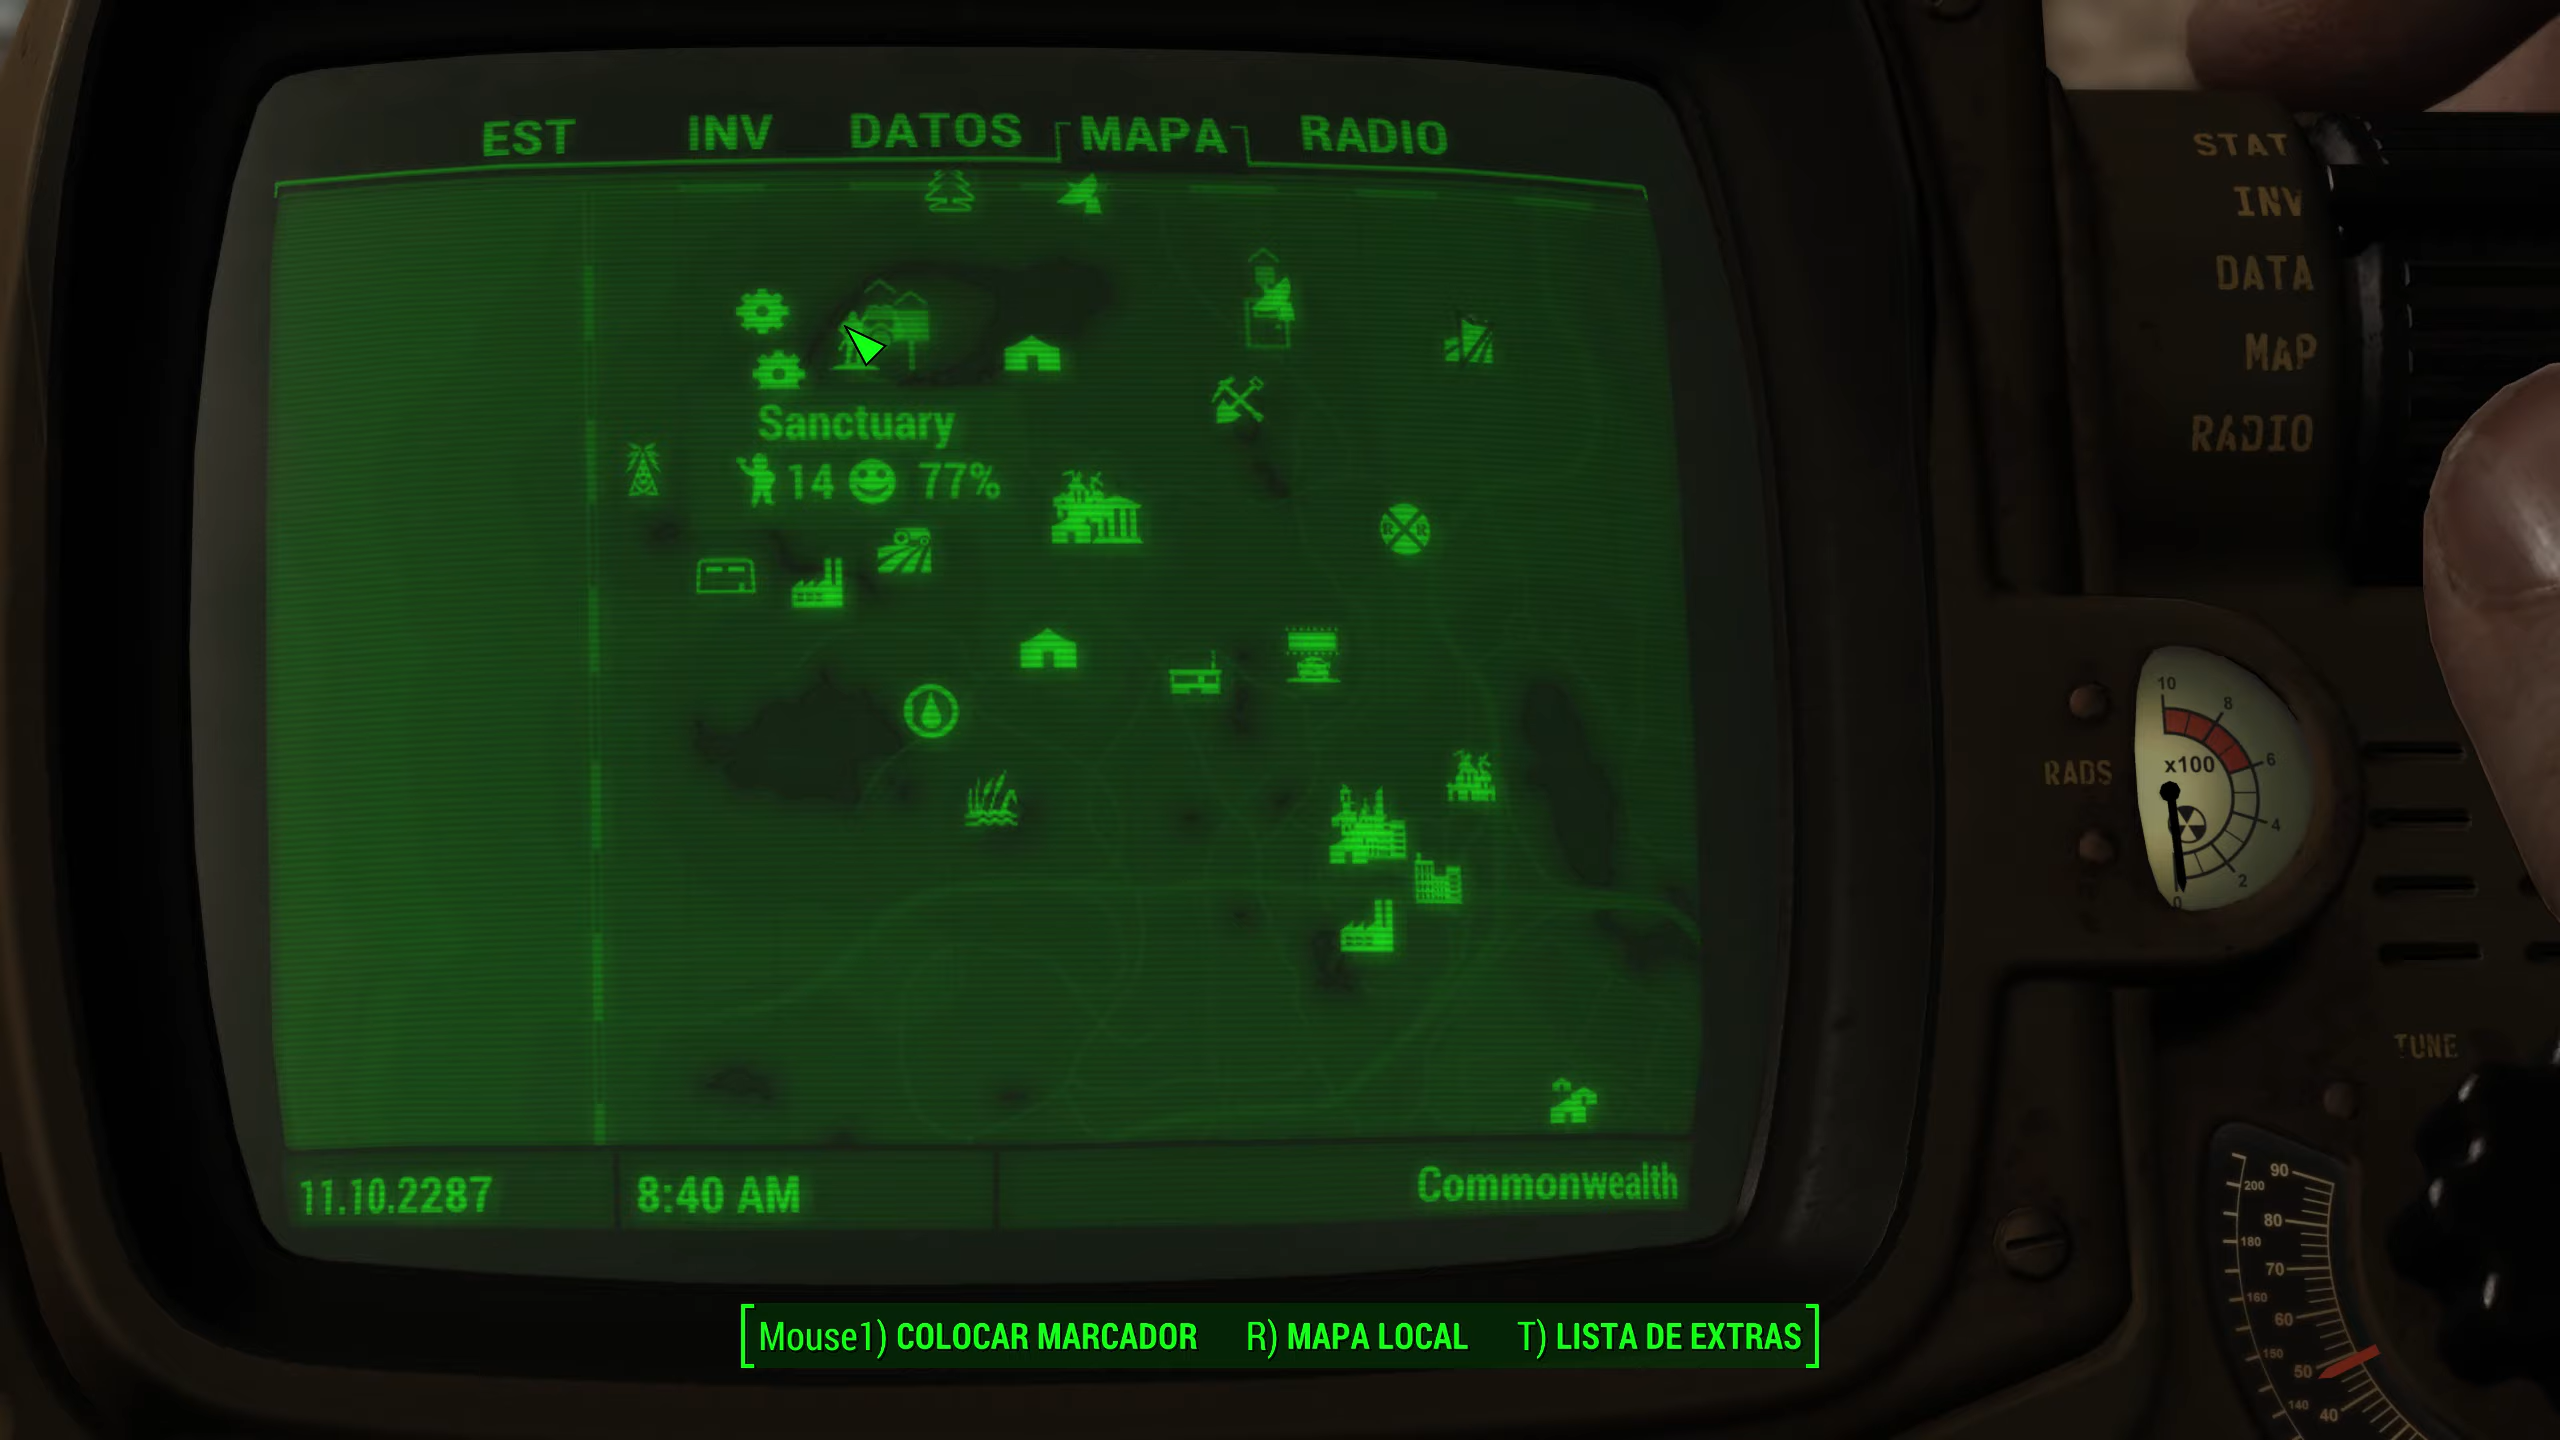 EST INV DATOS MAPA RADIO
Sanctuary
14 77%
11.10.2287 8:40 AM Commonwealth
Mouse1) COLOCAR MARCADOR R) MAPA LOCAL T) LISTA DE EXTRAS
STAT
INV
DATA
MAP
RADIO
RADS
x100
10
8
6
4
2
0
TUNE
90
200
80
180
70
160
60
150
50
140
40